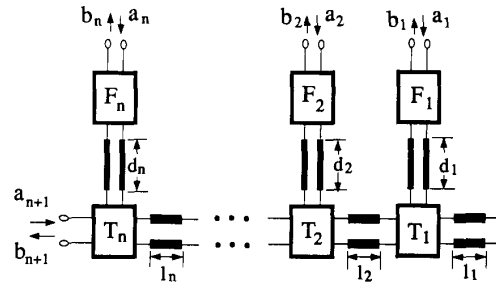 bₙ aₙ b₂ a₂ b₁ a₁
Fₙ F₂ F₁
dₙ d₂ d₁
aₙ₊₁
bₙ₊₁
Tₙ T₂ T₁
lₙ l₂ l₁